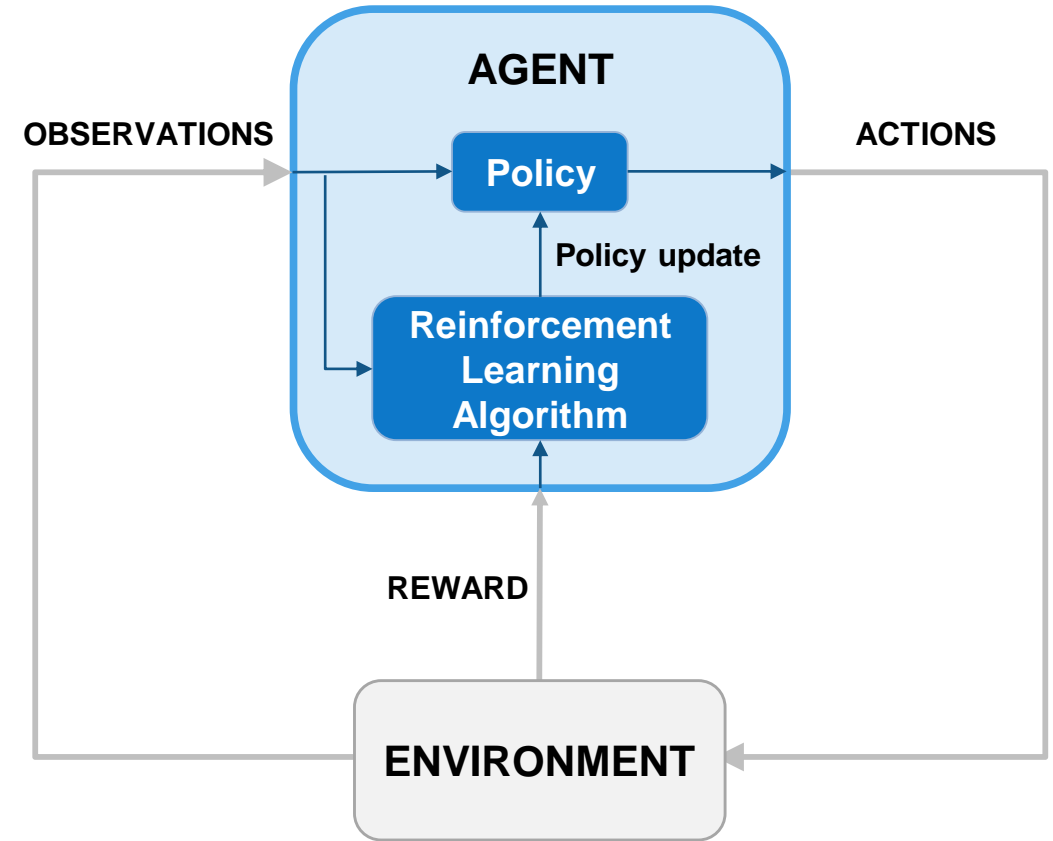 AGENT
OBSERVATIONS
ACTIONS
Policy
Policy update
Reinforcement
Learning
Algorithm
REWARD
ENVIRONMENT